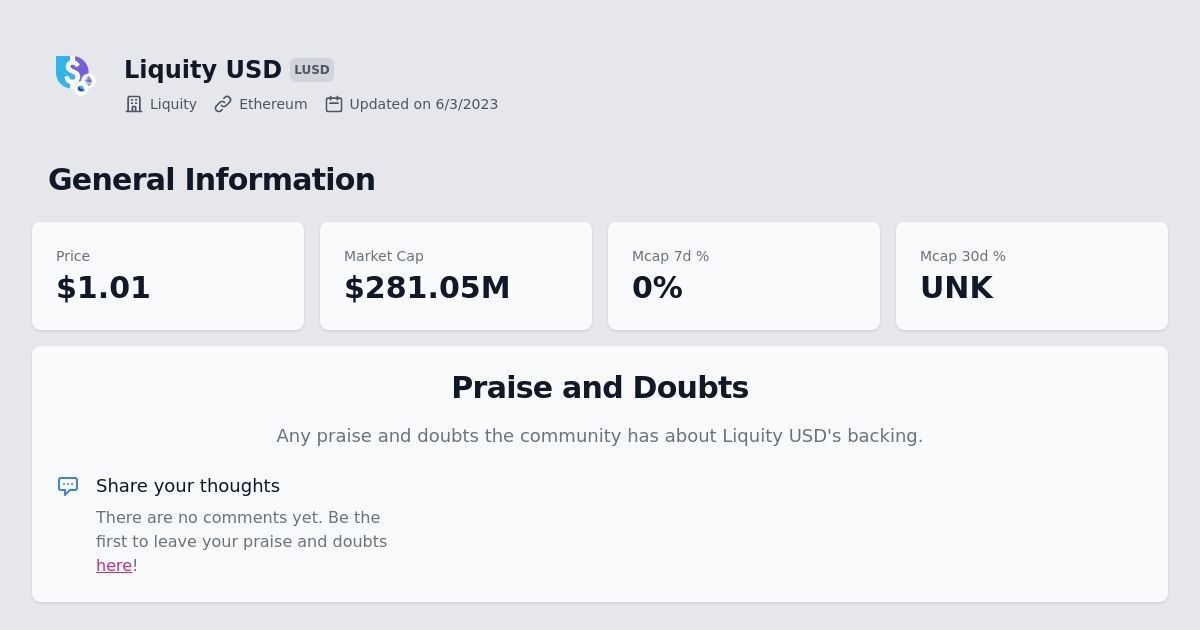 Liquity USD LUSD
Liquity Ethereum Updated on 6/3/2023
General Information
Price
$1.01
Market Cap
$281.05M
Mcap 7d %
0%
Mcap 30d %
UNK
Praise and Doubts
Any praise and doubts the community has about Liquity USD's backing.
Share your thoughts
There are no comments yet. Be the
first to leave your praise and doubts
here!